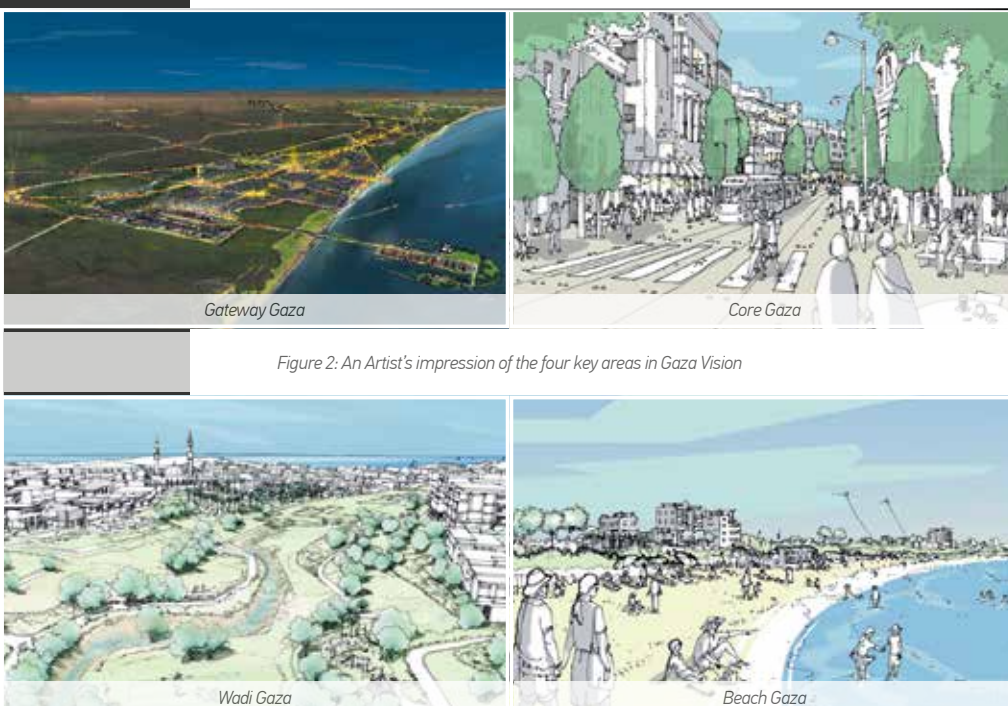 Gateway Gaza
Core Gaza
Figure 2: An Artist's impression of the four key areas in Gaza Vision
Wadi Gaza
Beach Gaza